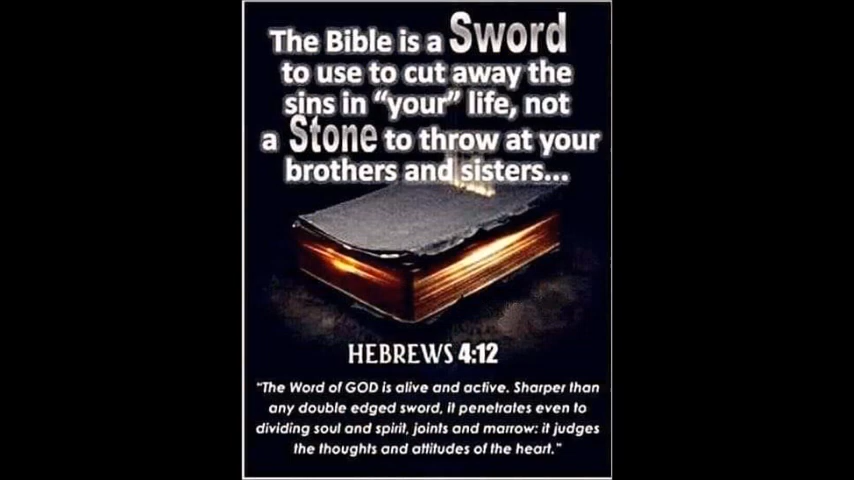 The Bible is a Sword
to use to cut away the
sins in “your” life, not
a Stone to throw at your
brothers and sisters...
HEBREWS 4:12
“The Word of GOD is alive and active. Sharper than
any double edged sword, it penetrates even to
dividing soul and spirit, joints and marrow: it judges
the thoughts and attitudes of the heart.”